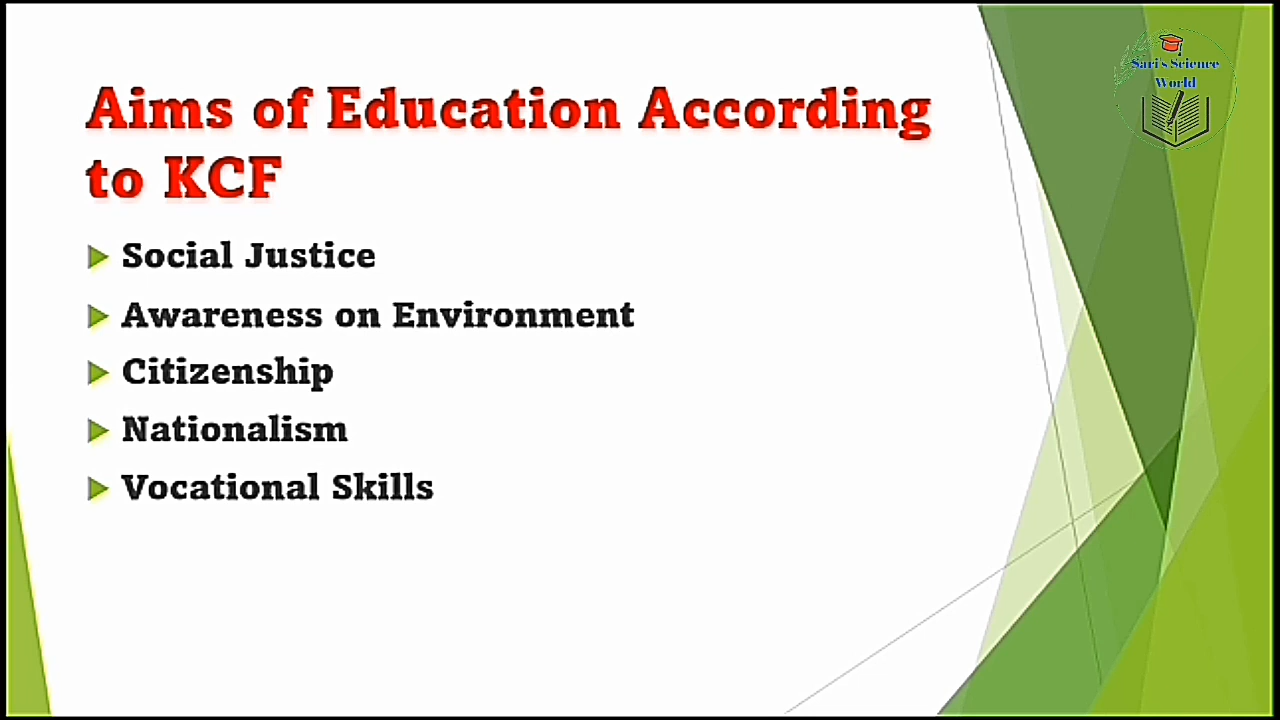 Aims of Education According
to KCF
Social Justice
Awareness on Environment
Citizenship
Nationalism
Vocational Skills
Sari's Science
World